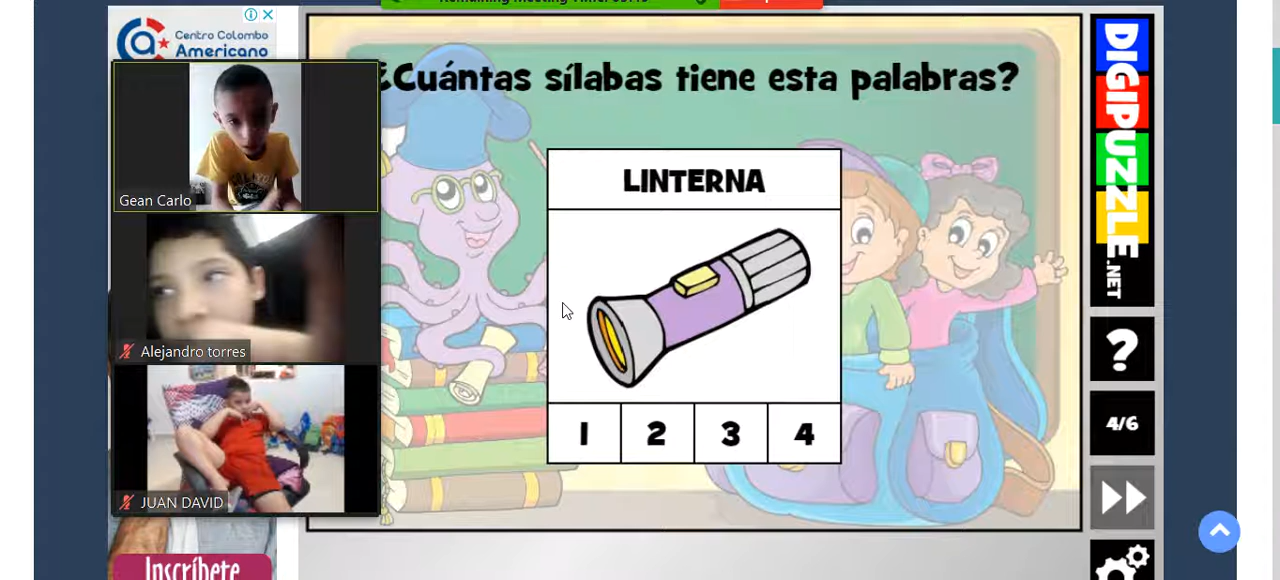 Centro Colombo
Americano
¿Cuántas sílabas tiene esta palabras?
LINTERNA
1 2 3 4
Gean Carlo
Alejandro torres
JUAN DAVID
Inscríbete
DIGIPUZZLE.NET
?
4/6